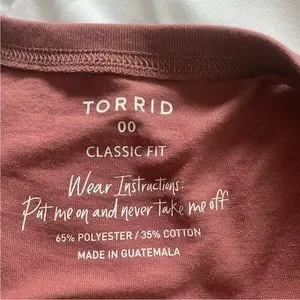 TORRID
00
CLASSIC FIT
Wear Instructions:
Put me on and never take me off
65% POLYESTER / 35% COTTON
MADE IN GUATEMALA